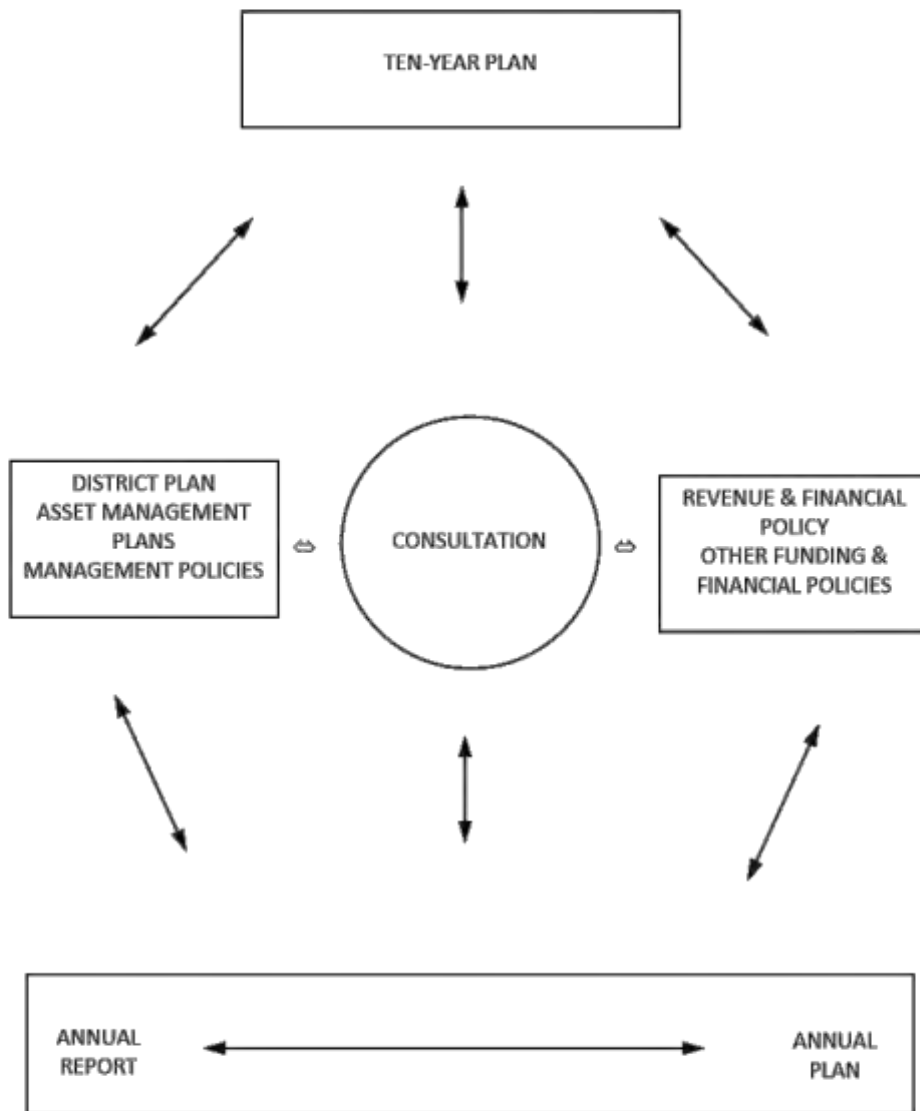 TEN-YEAR PLAN
DISTRICT PLAN
ASSET MANAGEMENT
PLANS
MANAGEMENT POLICIES
CONSULTATION
REVENUE & FINANCIAL
POLICY
OTHER FUNDING &
FINANCIAL POLICIES
ANNUAL
REPORT
ANNUAL
PLAN